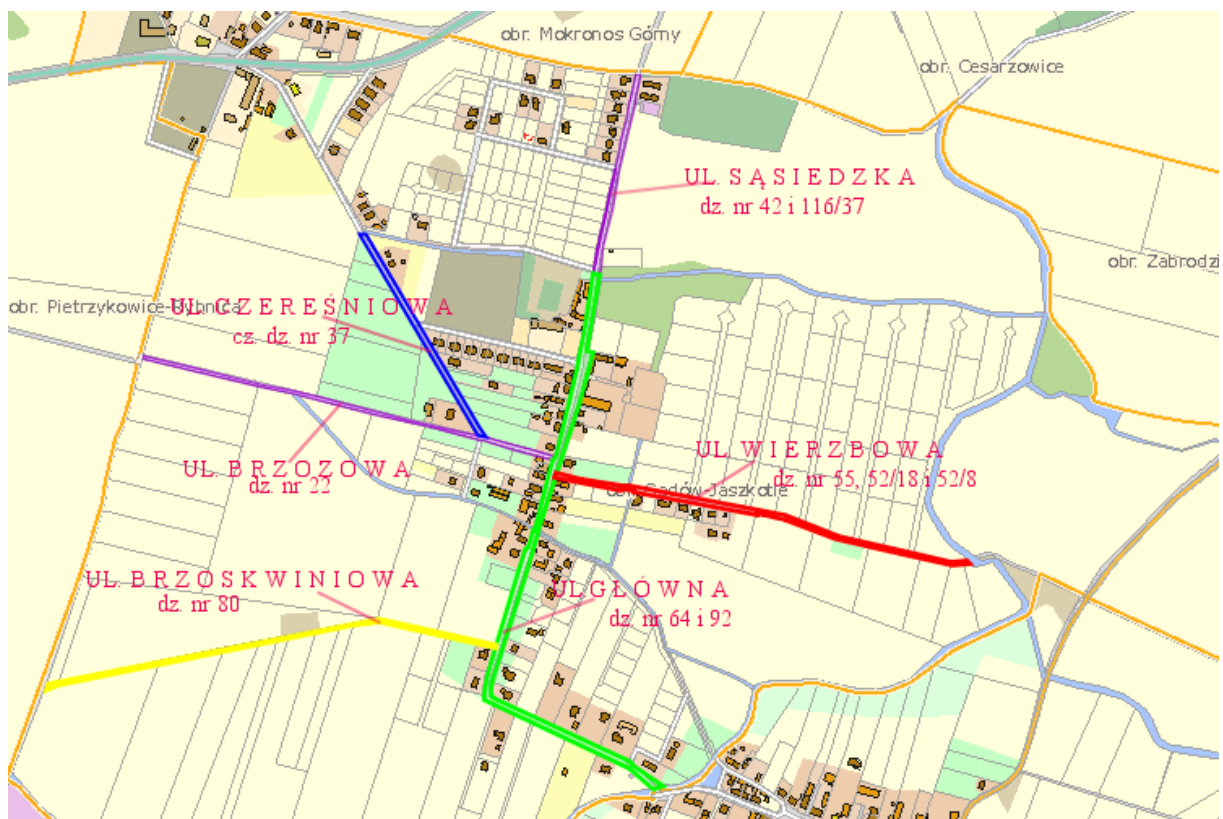 obr. Mokronos Górny
obr. Cesarzowice
UL. SĄSIEDZKA
dz. nr 42 i 116/37
obr. Zabrodzi
obr. Pietrzykowice-Rybnica
UL. CZEREŚNIOWA
cz. dz. nr 37
UL. WIERZBOWA
dz. nr 55, 52/18 i 52/8
UL. BRZOZOWA
dz. nr 22
obr. Gądów-Jaszkotle
UL. BRZOSKWINIOWA
dz. nr 80
UL GŁÓWNA
dz. nr 64 i 92